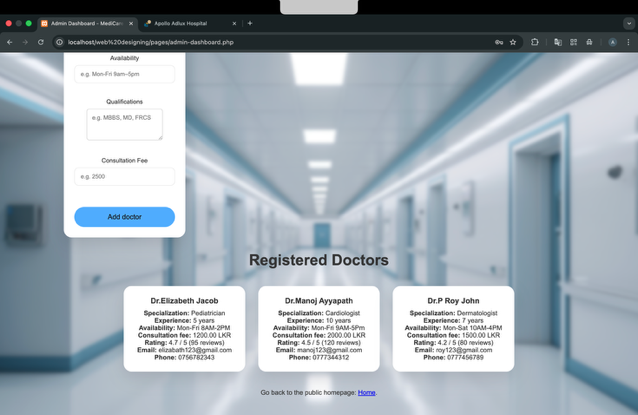 Admin Dashboard - MediCar
Apollo Adlux Hospital
localhost/web%20designing/pages/admin-dashboard.php
Availability
e.g. Mon-Fri 9am–5pm
Qualifications
e.g. MBBS, MD, FRCS
Consultation Fee
e.g. 2500
Add doctor
Registered Doctors
Dr.Elizabeth Jacob
Specialization: Pediatrician
Experience: 5 years
Availability: Mon-Fri 8AM-2PM
Consultation fee: 1200.00 LKR
Rating: 4.7 / 5 (95 reviews)
Email: elizabath123@gmail.com
Phone: 0756782343
Dr.Manoj Ayyapath
Specialization: Cardiologist
Experience: 10 years
Availability: Mon-Fri 9AM-5Pm
Consultation fee: 2000.00 LKR
Rating: 4.5 / 5 (120 reviews)
Email: manoj123@gmail.com
Phone: 0777344312
Dr.P Roy John
Specialization: Dermatologist
Experience: 7 years
Availability: Mon-Sat 10AM-4PM
Consultation fee: 1500.00 LKR
Rating: 4.2 / 5 (80 reviews)
Email: roy123@gmail.com
Phone: 0777456789
Go back to the public homepage: Home.